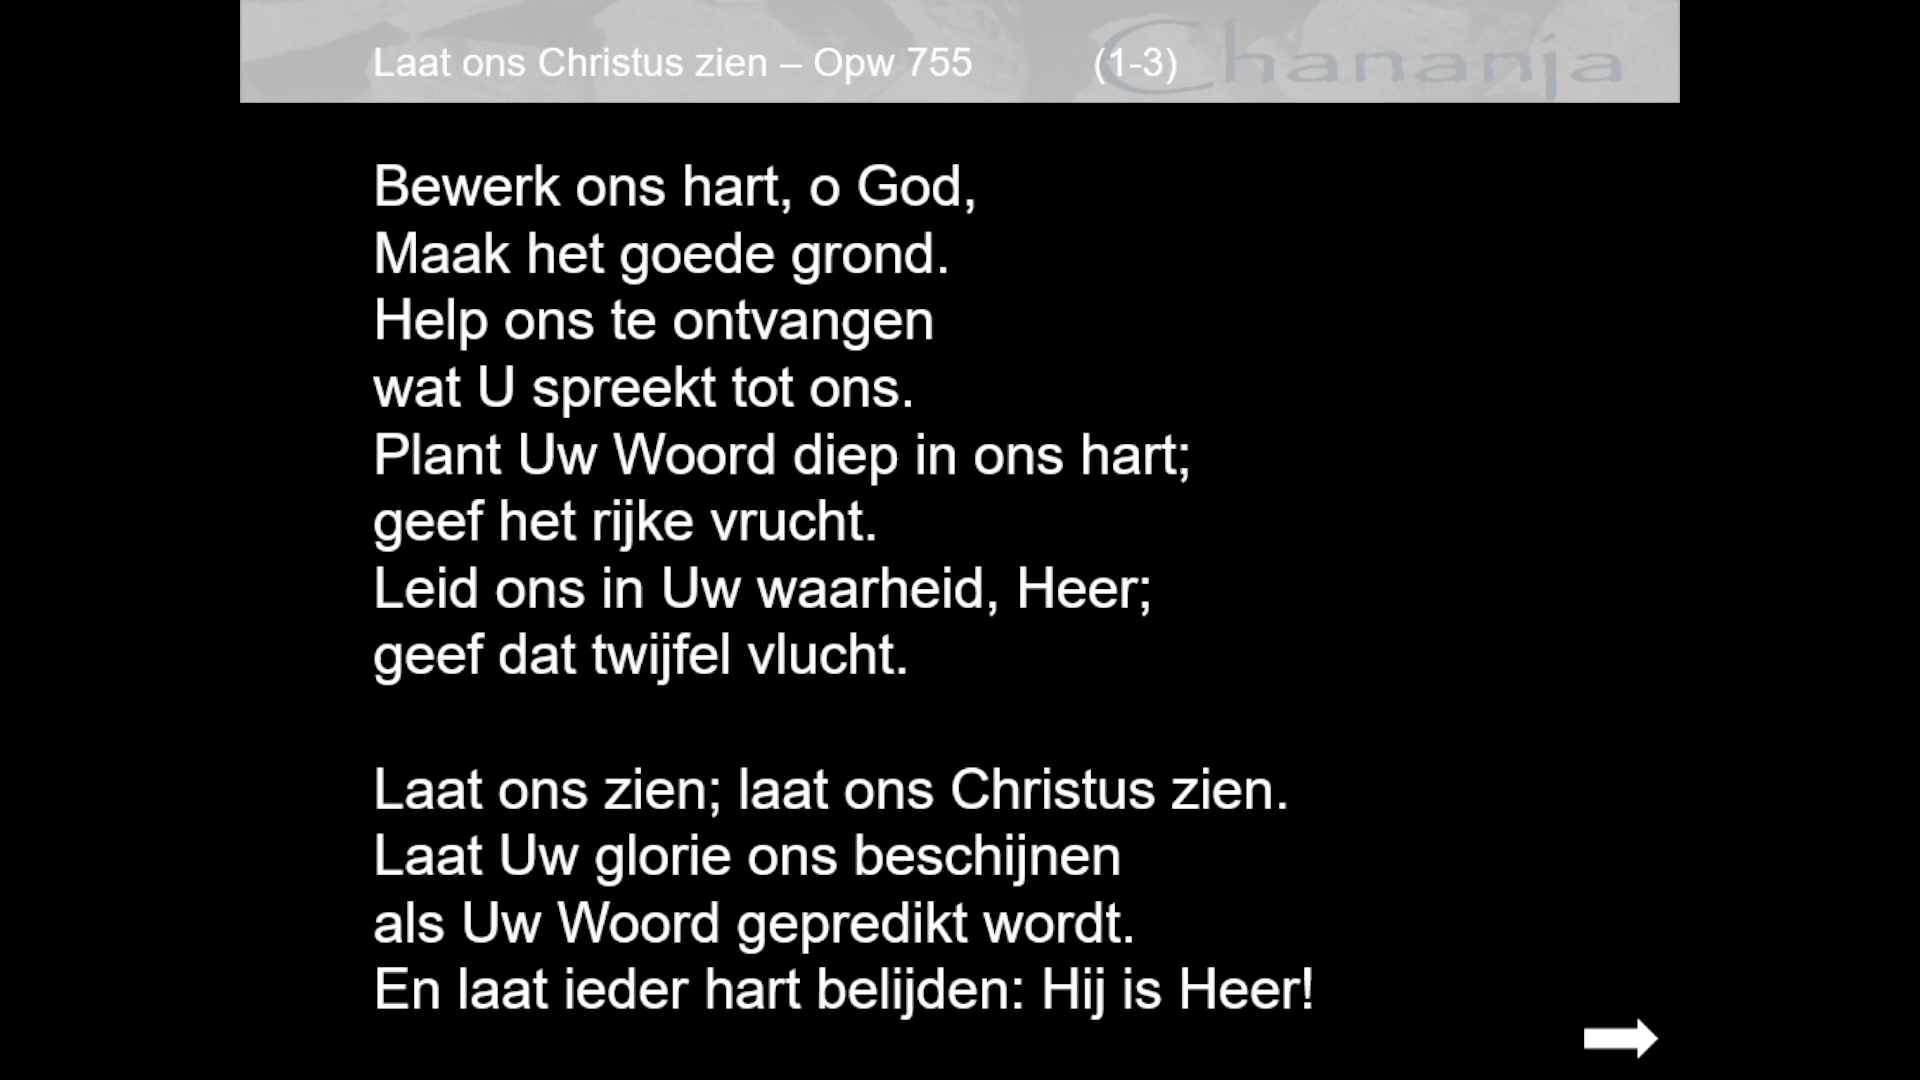 Laat ons Christus zien – Opw 755 (1-3)
Chananja
Bewerk ons hart, o God,
Maak het goede grond.
Help ons te ontvangen
wat U spreekt tot ons.
Plant Uw Woord diep in ons hart;
geef het rijke vrucht.
Leid ons in Uw waarheid, Heer;
geef dat twijfel vlucht.
Laat ons zien; laat ons Christus zien.
Laat Uw glorie ons beschijnen
als Uw Woord gepredikt wordt.
En laat ieder hart belijden: Hij is Heer!